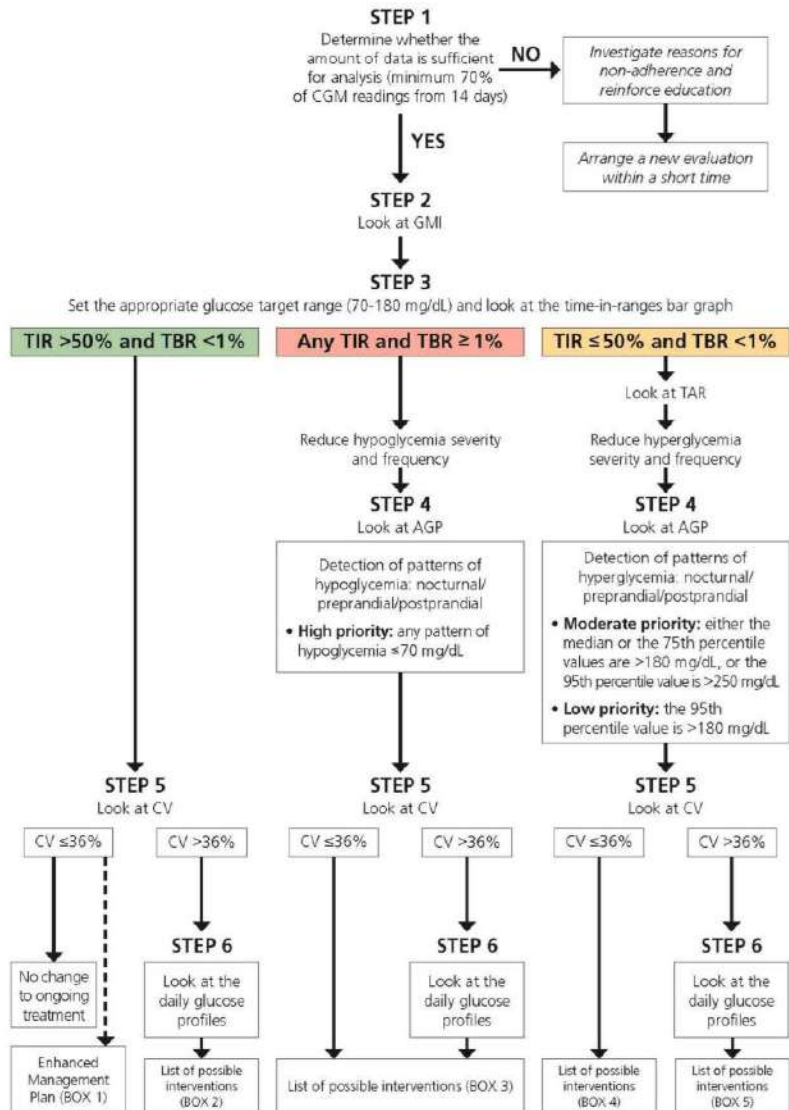 STEP 1
Determine whether the
amount of data is sufficient
for analysis (minimum 70%
of CGM readings from 14 days)
NO
Investigate reasons for
non-adherence and
reinforce education
Arrange a new evaluation
within a short time
YES
STEP 2
Look at GMI
STEP 3
Set the appropriate glucose target range (70-180 mg/dL) and look at the time-in-ranges bar graph
TIR >50% and TBR <1%
Any TIR and TBR ≥ 1%
TIR ≤ 50% and TBR <1%
Look at TAR
Reduce hypoglycemia severity
and frequency
Reduce hyperglycemia
severity and frequency
STEP 4
Look at AGP
Detection of patterns of
hypoglycemia: nocturnal/
preprandial/postprandial
• High priority: any pattern of
hypoglycemia ≤70 mg/dL
STEP 4
Look at AGP
Detection of patterns of
hyperglycemia: nocturnal/
preprandial/postprandial
• Moderate priority: either the
median or the 75th percentile
values are >180 mg/dL, or the
95th percentile value is >250 mg/dL
• Low priority: the 95th
percentile value is >180 mg/dL
STEP 5
Look at CV
CV ≤36%
CV >36%
No change
to ongoing
treatment
Enhanced
Management
Plan (BOX 1)
STEP 6
Look at the
daily glucose
profiles
List of possible
interventions
(BOX 2)
STEP 5
Look at CV
CV ≤36%
CV >36%
STEP 6
Look at the
daily glucose
profiles
List of possible interventions (BOX 3)
STEP 5
Look at CV
CV ≤36%
CV >36%
List of possible
interventions
(BOX 4)
STEP 6
Look at the
daily glucose
profiles
List of possible
interventions
(BOX 5)